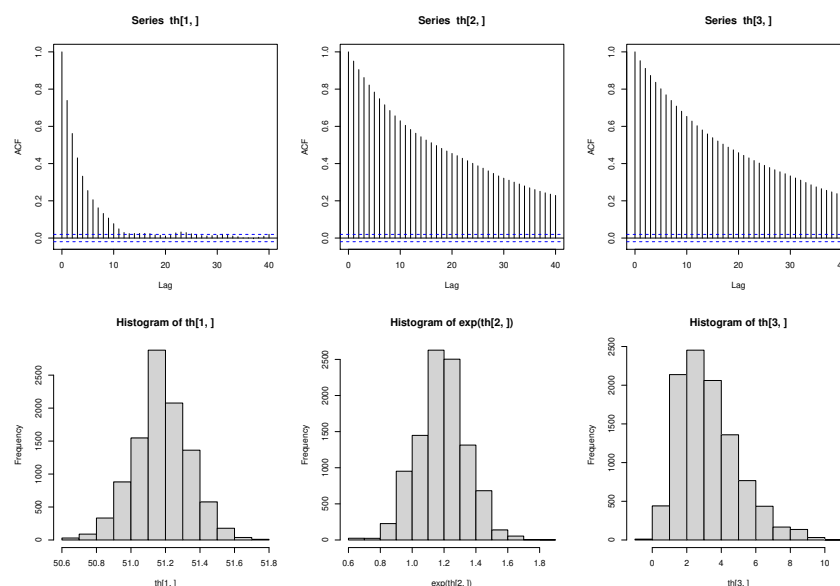 Series th[1, ]
Series th[2, ]
Series th[3, ]
ACF
0.0 0.2 0.4 0.6 0.8 1.0
0 10 20 30 40
Lag
ACF
0.0 0.2 0.4 0.6 0.8 1.0
0 10 20 30 40
Lag
ACF
0.0 0.2 0.4 0.6 0.8 1.0
0 10 20 30
Lag
Histogram of th[1, ]
Histogram of exp(th[2, ])
Histogram of th[3, ]
Frequency
0 500 1000 1500 2000 2500
50.6 50.8 51.0 51.2 51.4 51.6 51.8
th[1, ]
Frequency
0 500 1000 1500 2000 2500
0.6 0.8 1.0 1.2 1.4 1.6 1.8
exp(th[2, ])
Frequency
0 500 1000 1500 2000 2500
0 2 4 6 8 10
th[3, ]